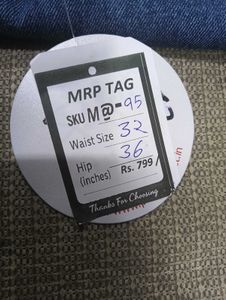 MRP TAG
SKU M@-95
Waist Size 32
Hip 36
(inches) Rs. 799/
Thanks For Choosing